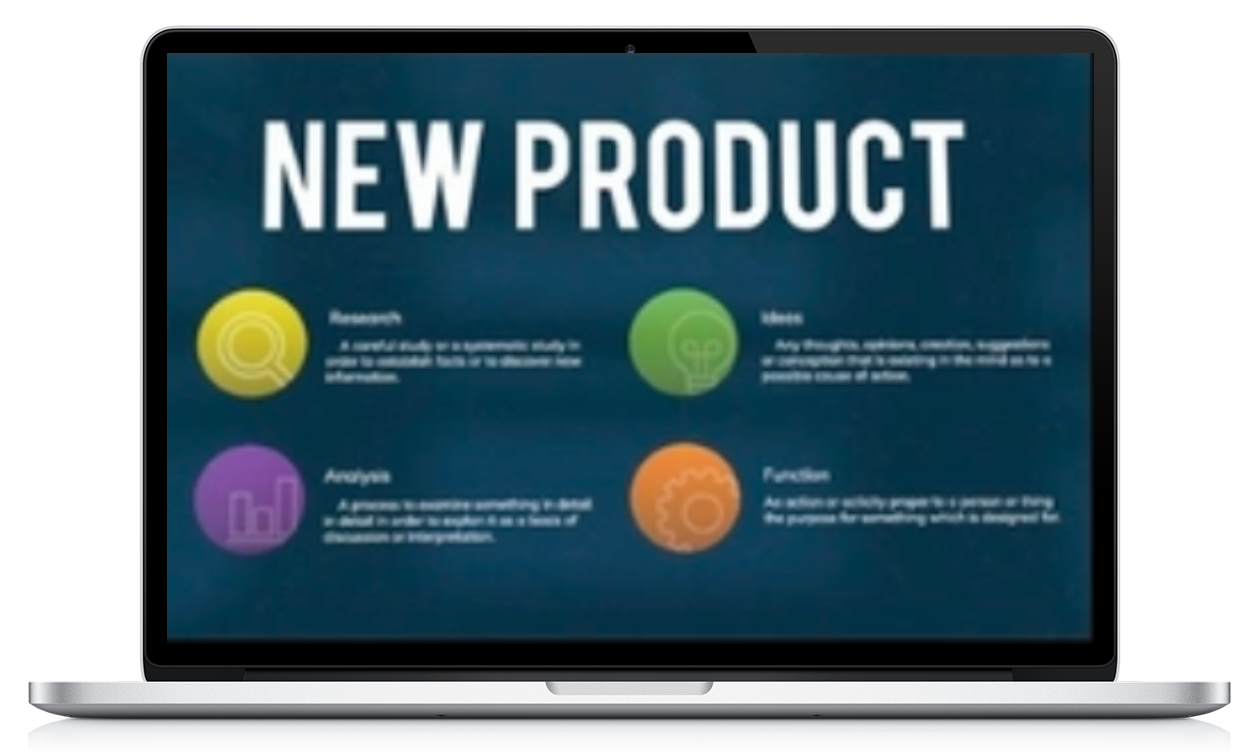 NEW PRODUCT
Research
A careful study or a systematic study in
order to establish facts or to discover new
information.
Ideas
Any thoughts, opinions, creation, suggestions
or conception that is existing in the mind as to a
possible cause of action.
Analysis
A process to examine something in detail
in detail in order to explan it as a basis of
discussion or interpretation.
Function
An action or acticity proper to a person or thing
the purpose for something which is designed for.